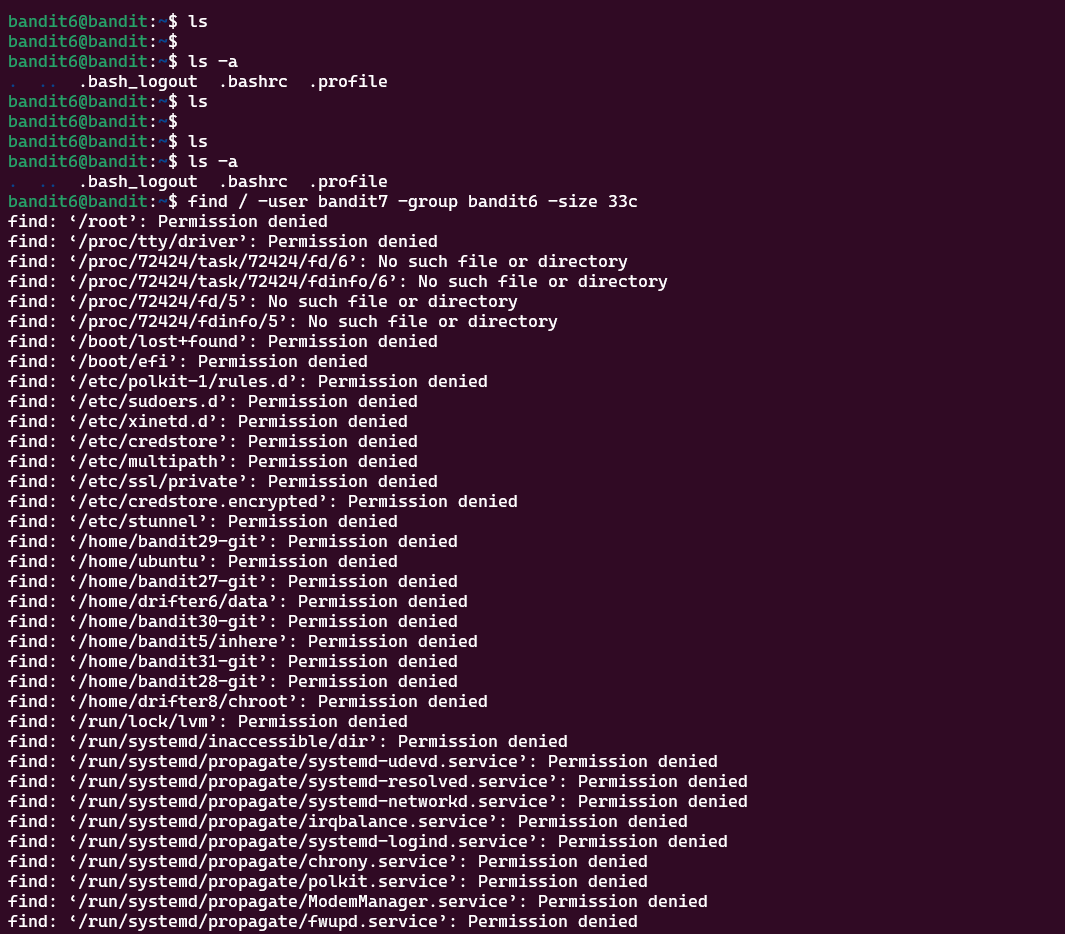 bandit6@bandit:~$ ls
bandit6@bandit:~$
bandit6@bandit:~$ ls -a
.  ..  .bash_logout  .bashrc  .profile
bandit6@bandit:~$ ls
bandit6@bandit:~$
bandit6@bandit:~$ ls
bandit6@bandit:~$ ls -a
.  ..  .bash_logout  .bashrc  .profile
bandit6@bandit:~$ find / -user bandit7 -group bandit6 -size 33c
find: ‘/root’: Permission denied
find: ‘/proc/tty/driver’: Permission denied
find: ‘/proc/72424/task/72424/fd/6’: No such file or directory
find: ‘/proc/72424/task/72424/fdinfo/6’: No such file or directory
find: ‘/proc/72424/fd/5’: No such file or directory
find: ‘/proc/72424/fdinfo/5’: No such file or directory
find: ‘/boot/lost+found’: Permission denied
find: ‘/boot/efi’: Permission denied
find: ‘/etc/polkit-1/rules.d’: Permission denied
find: ‘/etc/sudoers.d’: Permission denied
find: ‘/etc/xinetd.d’: Permission denied
find: ‘/etc/credstore’: Permission denied
find: ‘/etc/multipath’: Permission denied
find: ‘/etc/ssl/private’: Permission denied
find: ‘/etc/credstore.encrypted’: Permission denied
find: ‘/etc/stunnel’: Permission denied
find: ‘/home/bandit29-git’: Permission denied
find: ‘/home/ubuntu’: Permission denied
find: ‘/home/bandit27-git’: Permission denied
find: ‘/home/drifter6/data’: Permission denied
find: ‘/home/bandit30-git’: Permission denied
find: ‘/home/bandit5/inhere’: Permission denied
find: ‘/home/bandit31-git’: Permission denied
find: ‘/home/bandit28-git’: Permission denied
find: ‘/home/drifter8/chroot’: Permission denied
find: ‘/run/lock/lvm’: Permission denied
find: ‘/run/systemd/inaccessible/dir’: Permission denied
find: ‘/run/systemd/propagate/systemd-udevd.service’: Permission denied
find: ‘/run/systemd/propagate/systemd-resolved.service’: Permission denied
find: ‘/run/systemd/propagate/systemd-networkd.service’: Permission denied
find: ‘/run/systemd/propagate/irqbalance.service’: Permission denied
find: ‘/run/systemd/propagate/systemd-logind.service’: Permission denied
find: ‘/run/systemd/propagate/chrony.service’: Permission denied
find: ‘/run/systemd/propagate/polkit.service’: Permission denied
find: ‘/run/systemd/propagate/ModemManager.service’: Permission denied
find: ‘/run/systemd/propagate/fwupd.service’: Permission denied